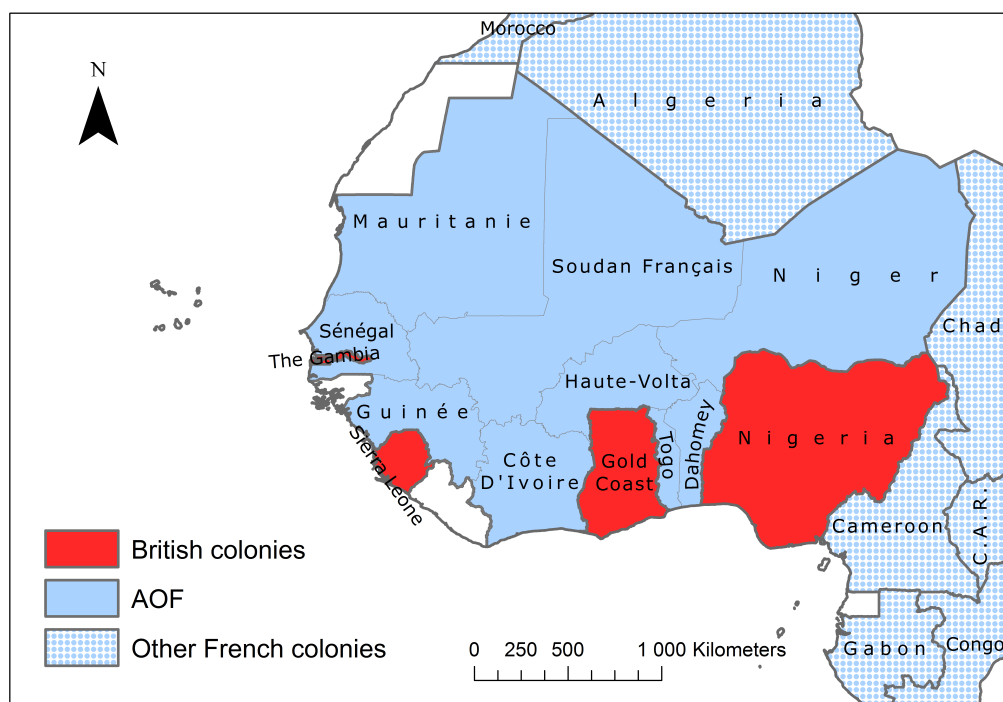 Morocco
N
Algeria
Mauritanie
Soudan Français
Niger
Chad
Sénégal
The Gambia
Haute-Volta
Guinée
Sierra Leone
Côte
D'Ivoire
Gold
Coast
Togo
Dahomey
Nigeria
Cameroon
C.A.R.
Gabon
Congo
British colonies
AOF
Other French colonies
0 250 500 1 000 Kilometers